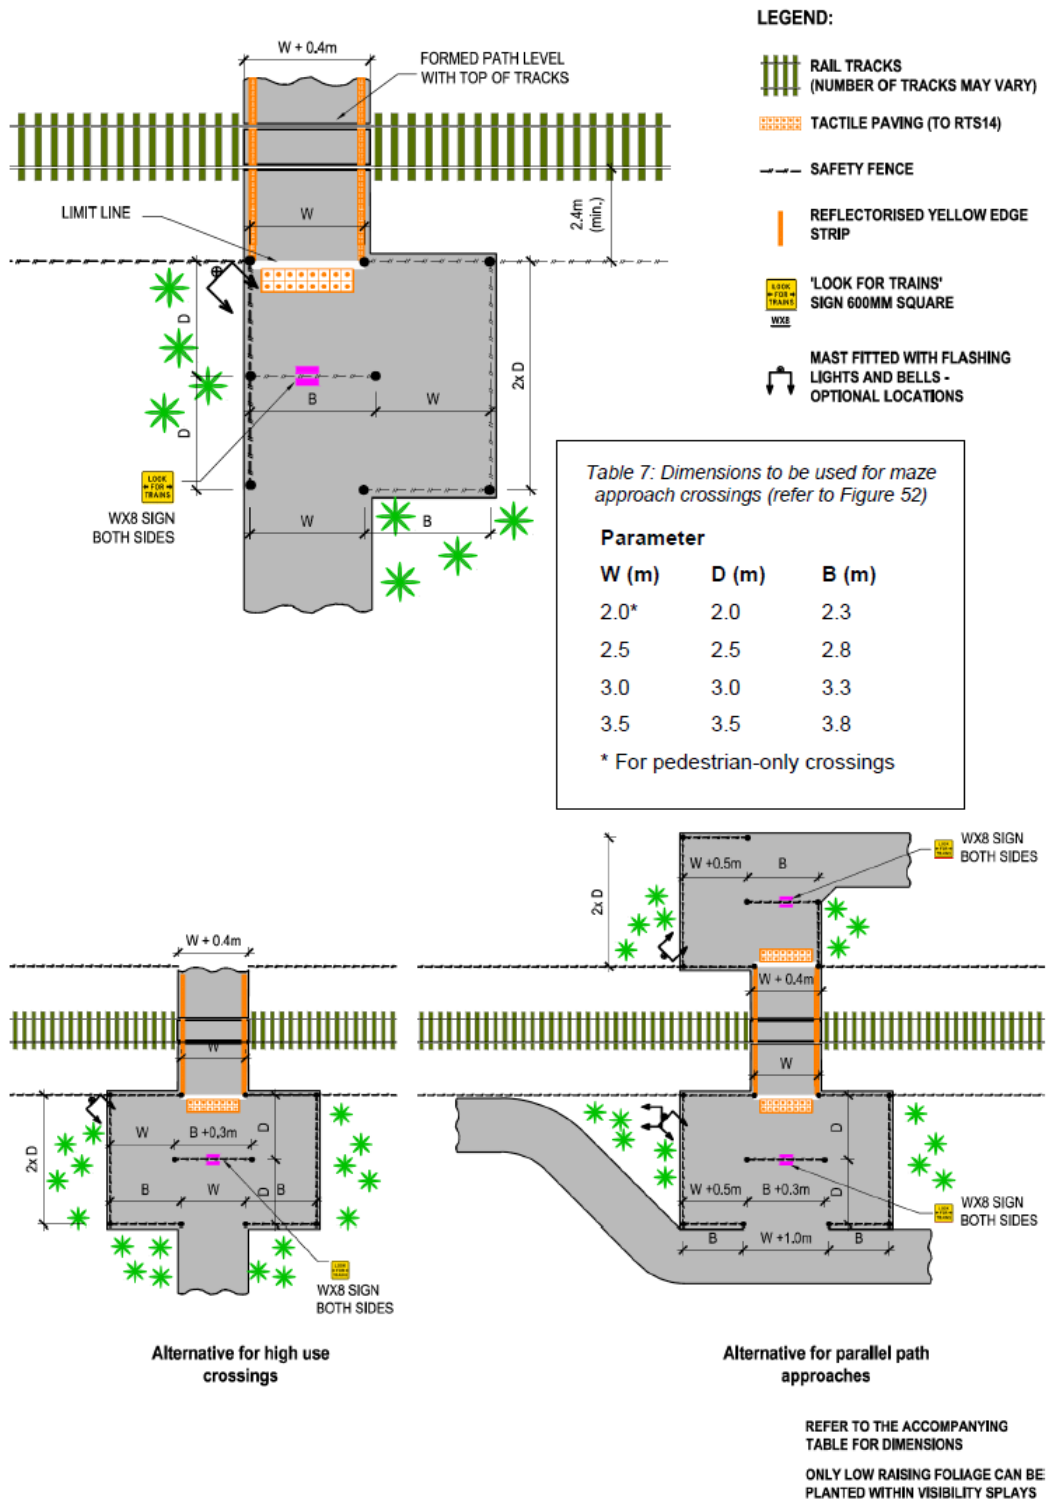 LEGEND:
W + 0.4m
FORMED PATH LEVEL
WITH TOP OF TRACKS
RAIL TRACKS
(NUMBER OF TRACKS MAY VARY)
TACTILE PAVING (TO RTS14)
SAFETY FENCE
REFLECTORISED YELLOW EDGE
STRIP
LOOK
FOR
TRAINS
WX8
'LOOK FOR TRAINS'
SIGN 600MM SQUARE
MAST FITTED WITH FLASHING
LIGHTS AND BELLS -
OPTIONAL LOCATIONS
LIMIT LINE
W
2.4m
(min.)
D
D
2x D
B
W
LOOK
FOR
TRAINS
WX8 SIGN
BOTH SIDES
W
B
Table 7: Dimensions to be used for maze
approach crossings (refer to Figure 52)
Parameter
W (m) D (m) B (m)
2.0* 2.0 2.3
2.5 2.5 2.8
3.0 3.0 3.3
3.5 3.5 3.8
* For pedestrian-only crossings
W + 0.4m
W
W
B +0,3m
D
2x D
B
W
B
D
WX8 SIGN
BOTH SIDES
Alternative for high use
crossings
WX8 SIGN
BOTH SIDES
W +0.5m
B
2x D
W + 0.4m
W
D
W +0.5m
B +0.3m
D
WX8 SIGN
BOTH SIDES
B
W +1.0m
B
Alternative for parallel path
approaches
REFER TO THE ACCOMPANYING
TABLE FOR DIMENSIONS
ONLY LOW RAISING FOLIAGE CAN BE
PLANTED WITHIN VISIBILITY SPLAYS